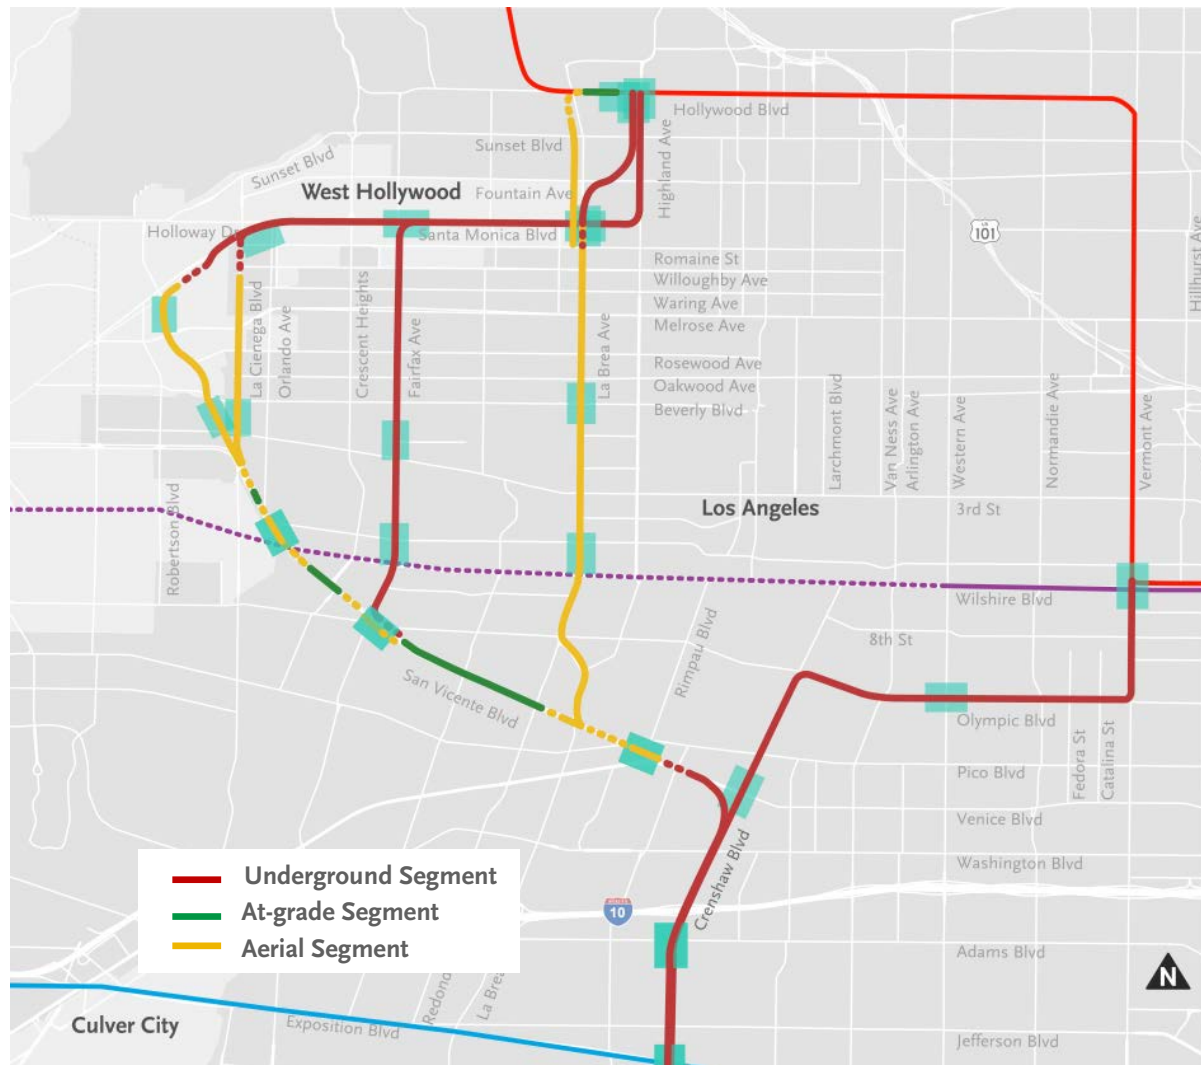 Hollywood Blvd
Highland Ave
Sunset Blvd
Sunset Blvd
West Hollywood
Fountain Ave
Holloway Dr
Santa Monica Blvd
101
Hillhurst Ave
Romaine St
Willoughby Ave
Waring Ave
Melrose Ave
Rosewood Ave
Oakwood Ave
Beverly Blvd
La Cienega Blvd
Orlando Ave
Crescent Heights
Fairfax Ave
La Brea Ave
Larchmont Blvd
Van Ness Ave
Arlington Ave
Western Ave
Normandie Ave
Vermont Ave
Los Angeles
3rd St
Robertson Blvd
Wilshire Blvd
8th St
Rimpau Blvd
San Vicente Blvd
Olympic Blvd
Fedora St
Catalina St
Pico Blvd
Venice Blvd
Washington Blvd
Crenshaw Blvd
10
Underground Segment
At-grade Segment
Aerial Segment
Adams Blvd
N
Redond
La Brea
Culver City
Exposition Blvd
Jefferson Blvd